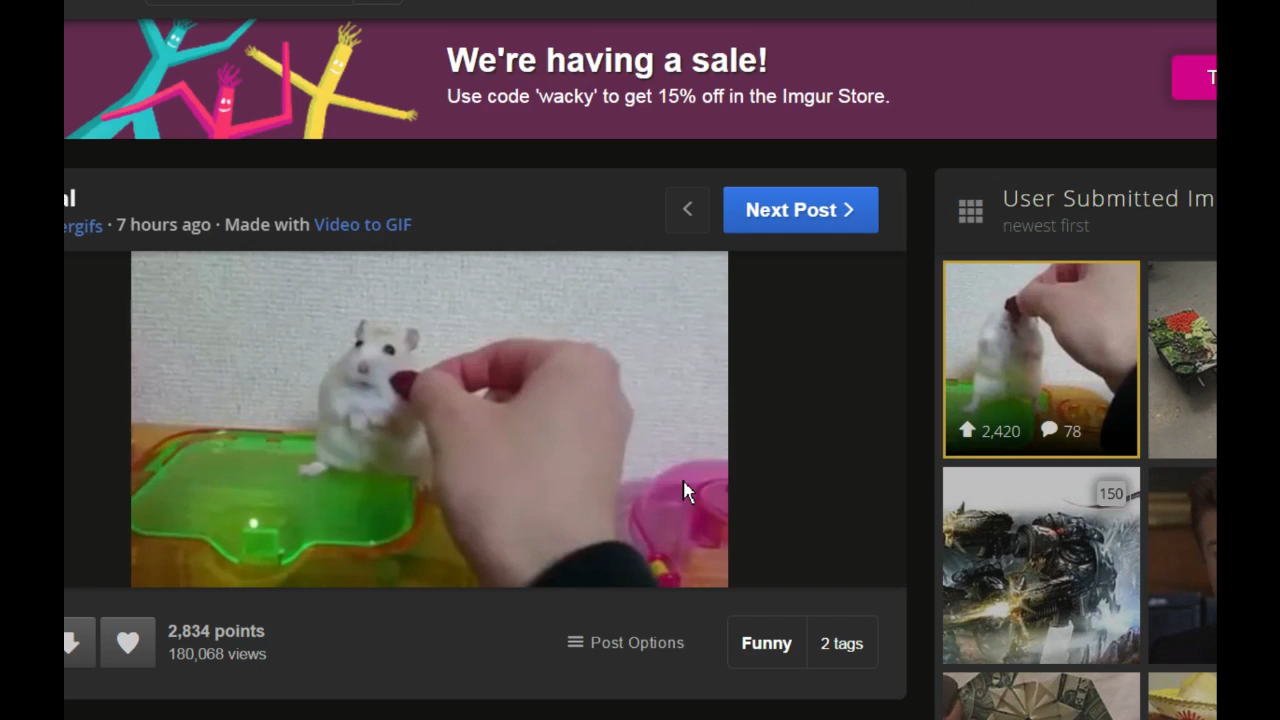 We're having a sale!
Use code 'wacky' to get 15% off in the Imgur Store.
T
al
ergifs · 7 hours ago · Made with Video to GIF
Next Post
User Submitted Im
newest first
2,420 78
150
2,834 points
180,068 views
Post Options
Funny
2 tags